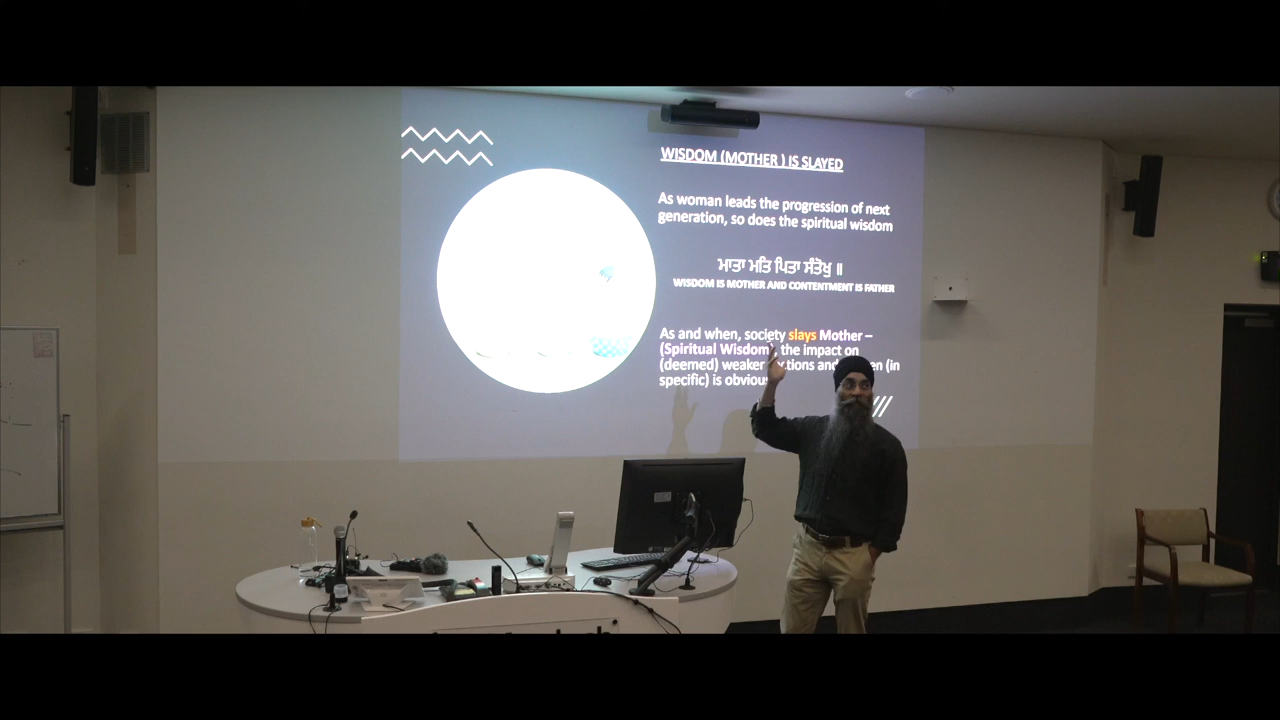 WISDOM (MOTHER ) IS SLAYED
As woman leads the progression of next
generation, so does the spiritual wisdom
ਮਾਤਾ ਮਤਿ ਪਿਤਾ ਸੰਤੋਖੁ ॥
WISDOM IS MOTHER AND CONTENTMENT IS FATHER
As and when, society slays Mother –
(Spiritual Wisdom), the impact on
(deemed) weaker and (in
specific) is obvious